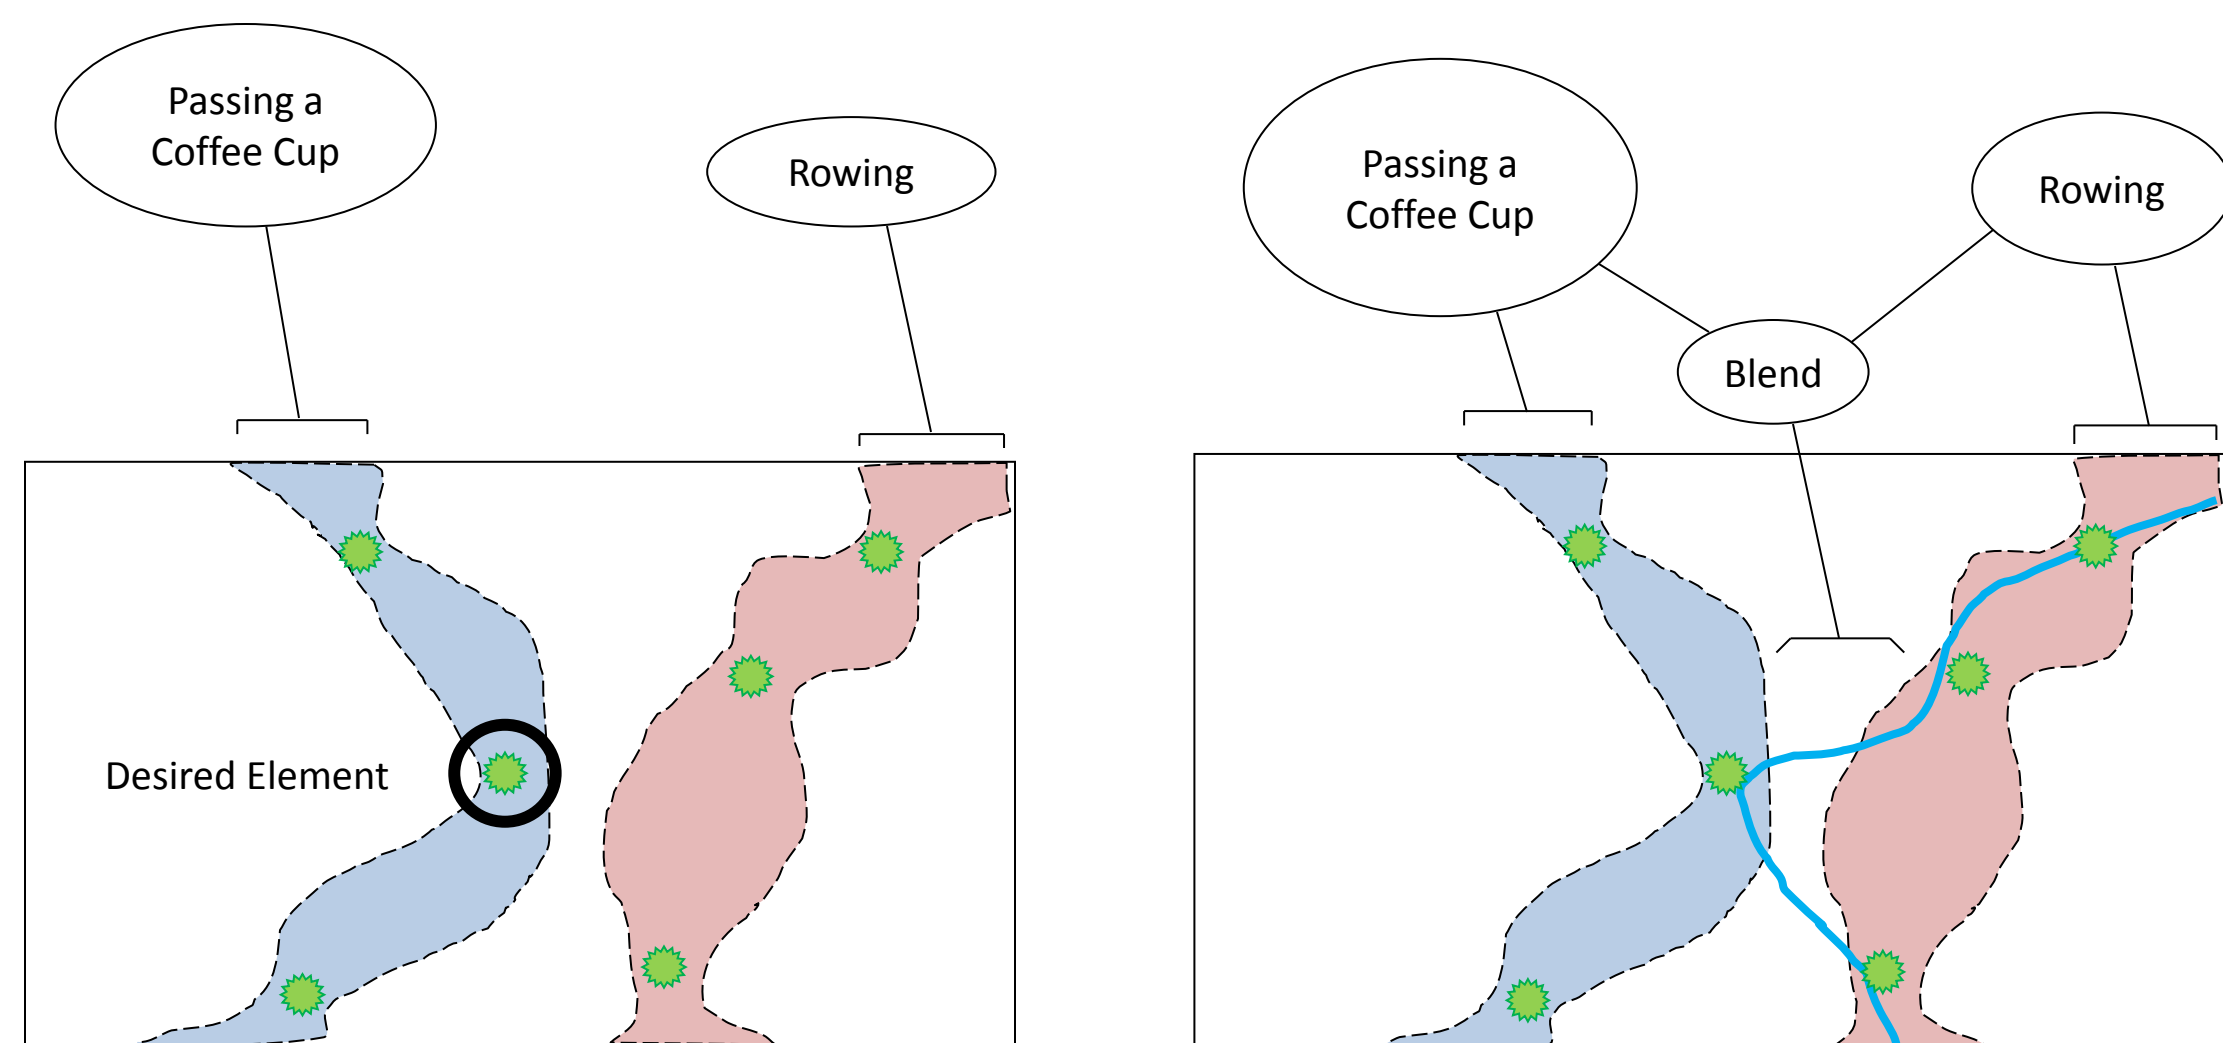 Passing a
Coffee Cup
Rowing
Desired Element
Passing a
Coffee Cup
Rowing
Blend